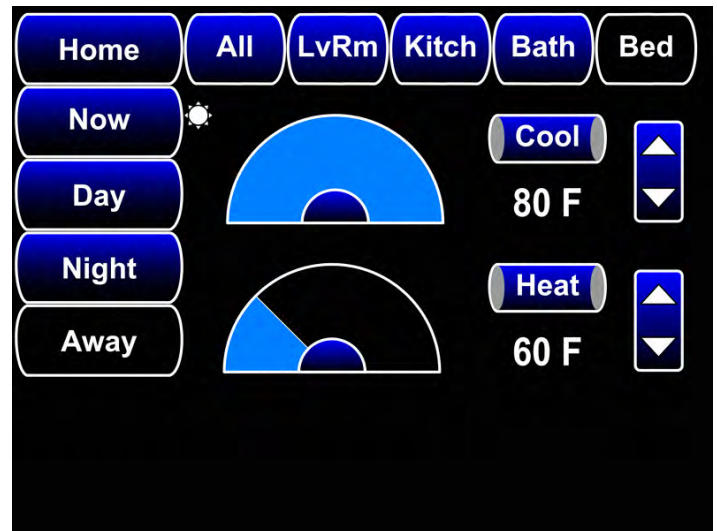 Home All LvRm Kitch Bath Bed
Now
Cool
Day
80 F
Night
Heat
Away
60 F